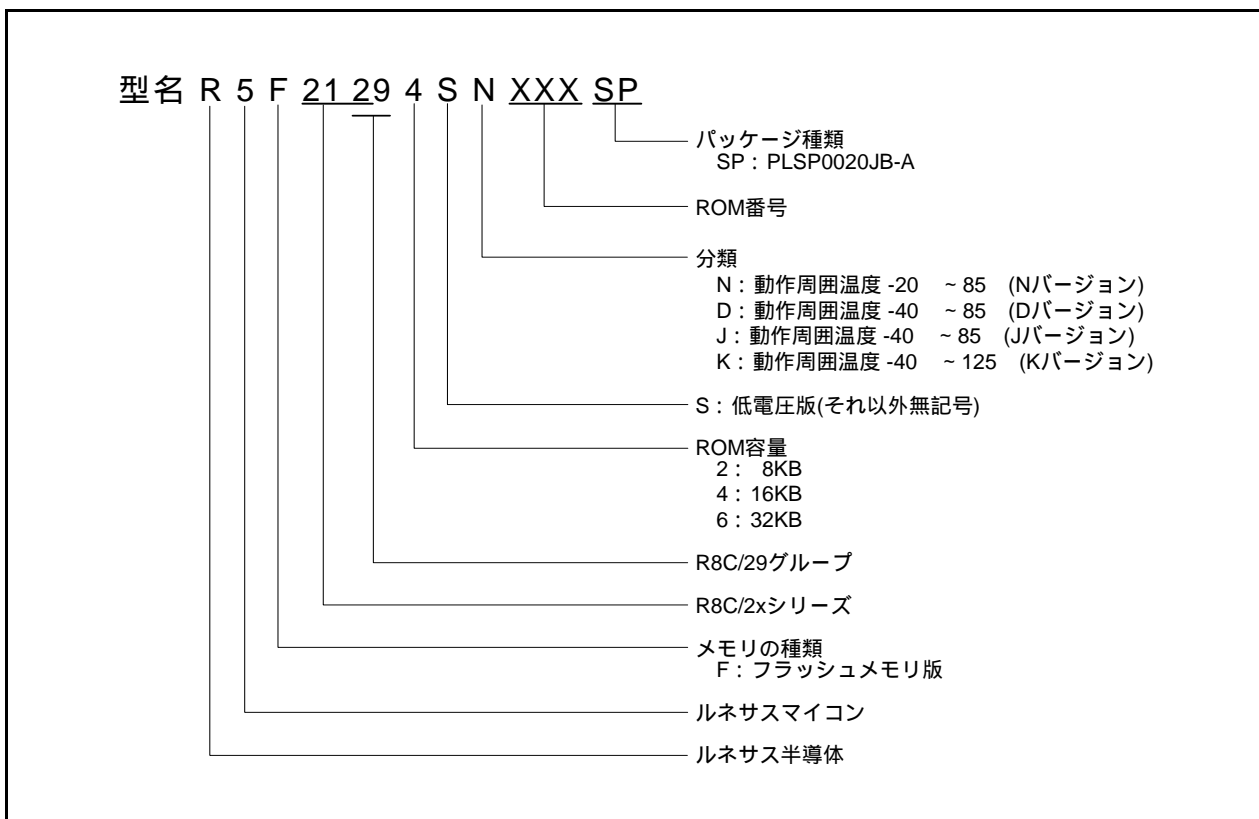 型名 R 5 F 21 29 4 S N XXX SP
パッケージ種類
SP : PLSP0020JB-A
ROM番号
分類
N : 動作周囲温度 -20 ~ 85 (Nバージョン)
D : 動作周囲温度 -40 ~ 85 (Dバージョン)
J : 動作周囲温度 -40 ~ 85 (Jバージョン)
K : 動作周囲温度 -40 ~ 125 (Kバージョン)
S : 低電圧版(それ以外無記号)
ROM容量
2 : 8KB
4 : 16KB
6 : 32KB
R8C/29グループ
R8C/2xシリーズ
メモリの種類
F : フラッシュメモリ版
ルネサスマイコン
ルネサス半導体